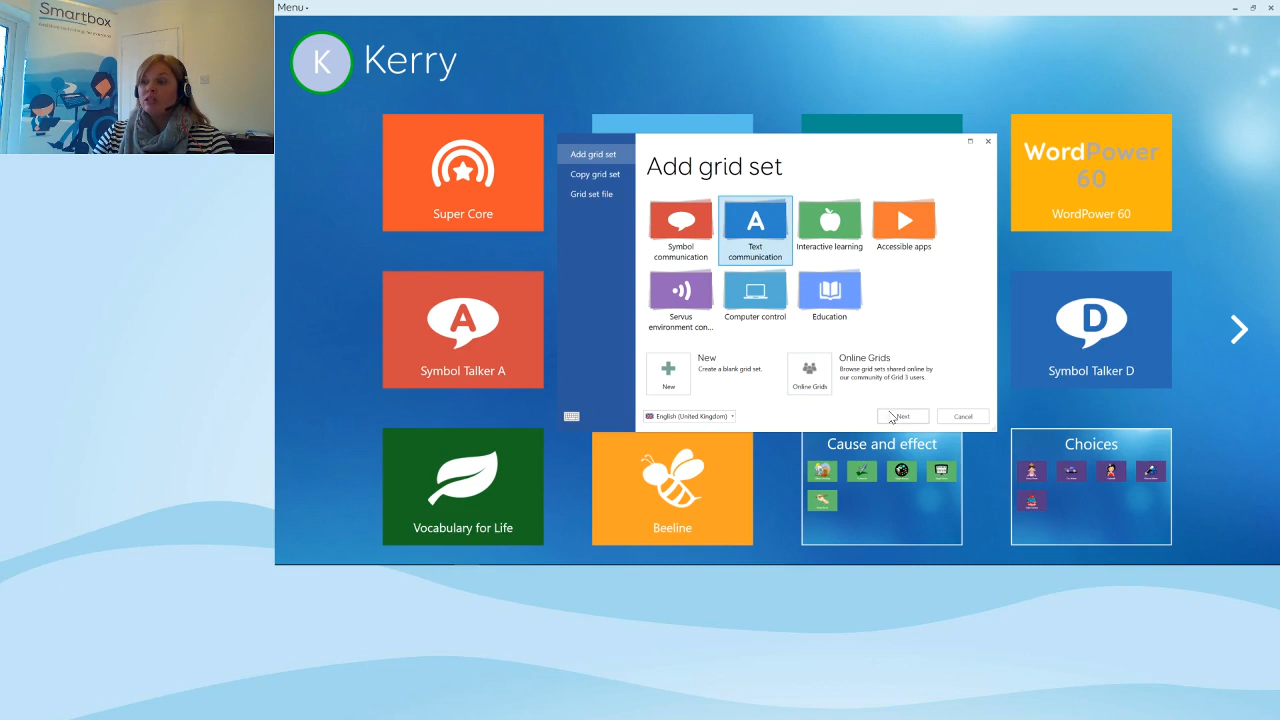 Smartbox
Menu
K
Kerry
Super Core
WordPower
60
WordPower 60
A
Symbol Talker A
D
Symbol Talker D
Vocabulary for Life
Beeline
Cause and effect
Choices
Add grid set
Copy grid set
Grid set file
Add grid set
Symbol
communication
A
Text
communication
Interactive learning
Accessible apps
Servus
environment con...
Computer control
Education
New
New
Create a blank grid set.
Online Grids
Online Grids
Browse grid sets shared online by
our community of Grid 3 users.
English (United Kingdom)
Next
Cancel